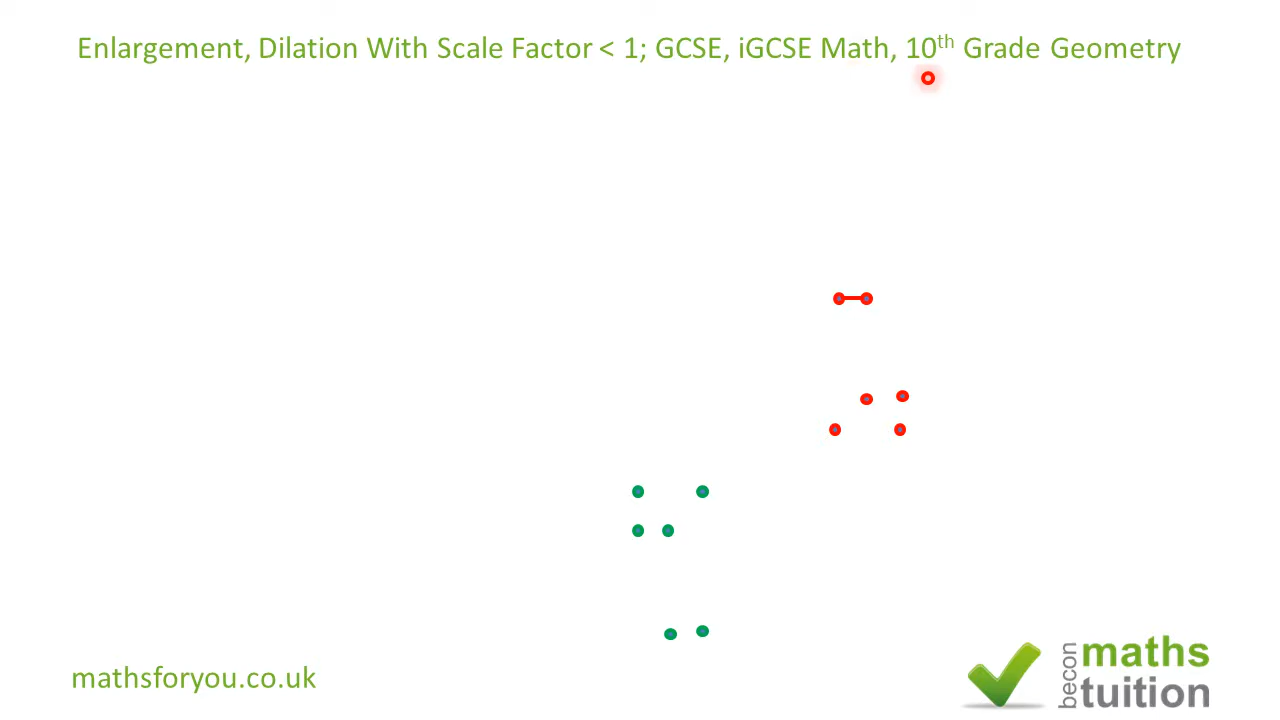 Enlargement, Dilation With Scale Factor < 1; GCSE, iGCSE Math, 10th Grade Geometry
mathsforyou.co.uk
becon
maths
tuition